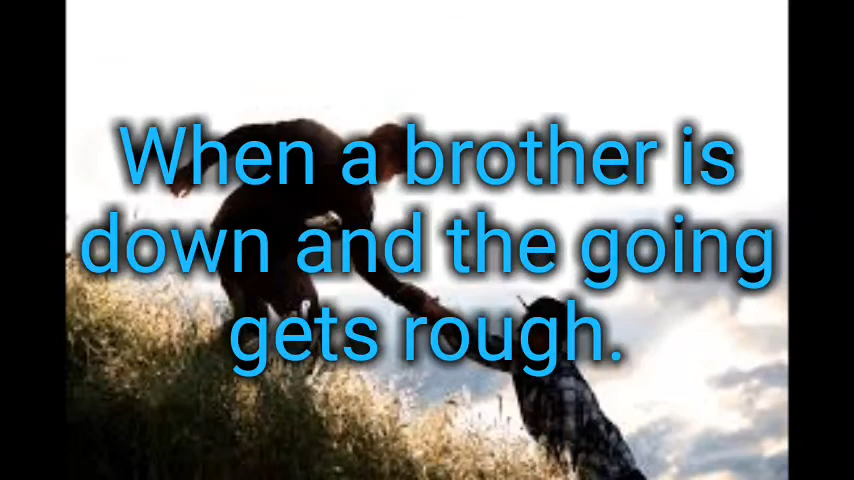 When a brother is
down and the going
gets rough.